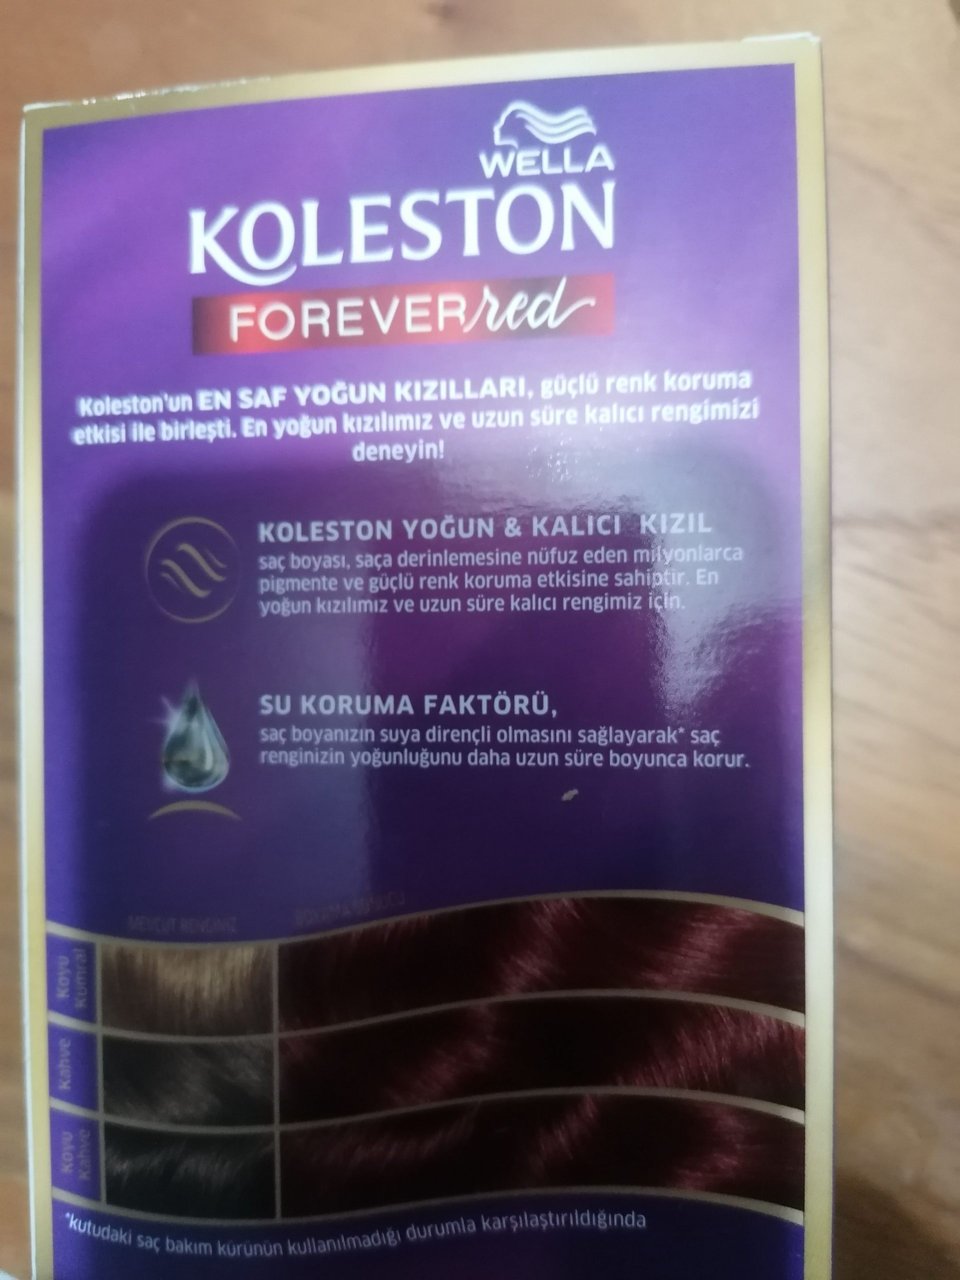 WELLA
KOLESTON
FOREVER red
Koleston'un EN SAF YOĞUN KIZILLARI, güçlü renk koruma
etkisi ile birleşti. En yoğun kızılımız ve uzun süre kalıcı rengimizi
deneyin!
KOLESTON YOĞUN & KALICI KIZIL
saç boyası, saça derinlemesine nüfuz eden milyonlarca
pigmente ve güçlü renk koruma etkisine sahiptir. En
yoğun kızılımız ve uzun süre kalıcı rengimiz için.
SU KORUMA FAKTÖRÜ,
saç boyanızın suya dirençli olmasını sağlayarak* saç
renginizin yoğunluğunu daha uzun süre boyunca korur.
MEVCUT RENGİNİZ
BOYAMA SONUCU
Koyu
Kumral
Kahve
Koyu
Kahve
*kutudaki saç bakım kürünün kullanılmadığı durumla karşılaştırıldığında